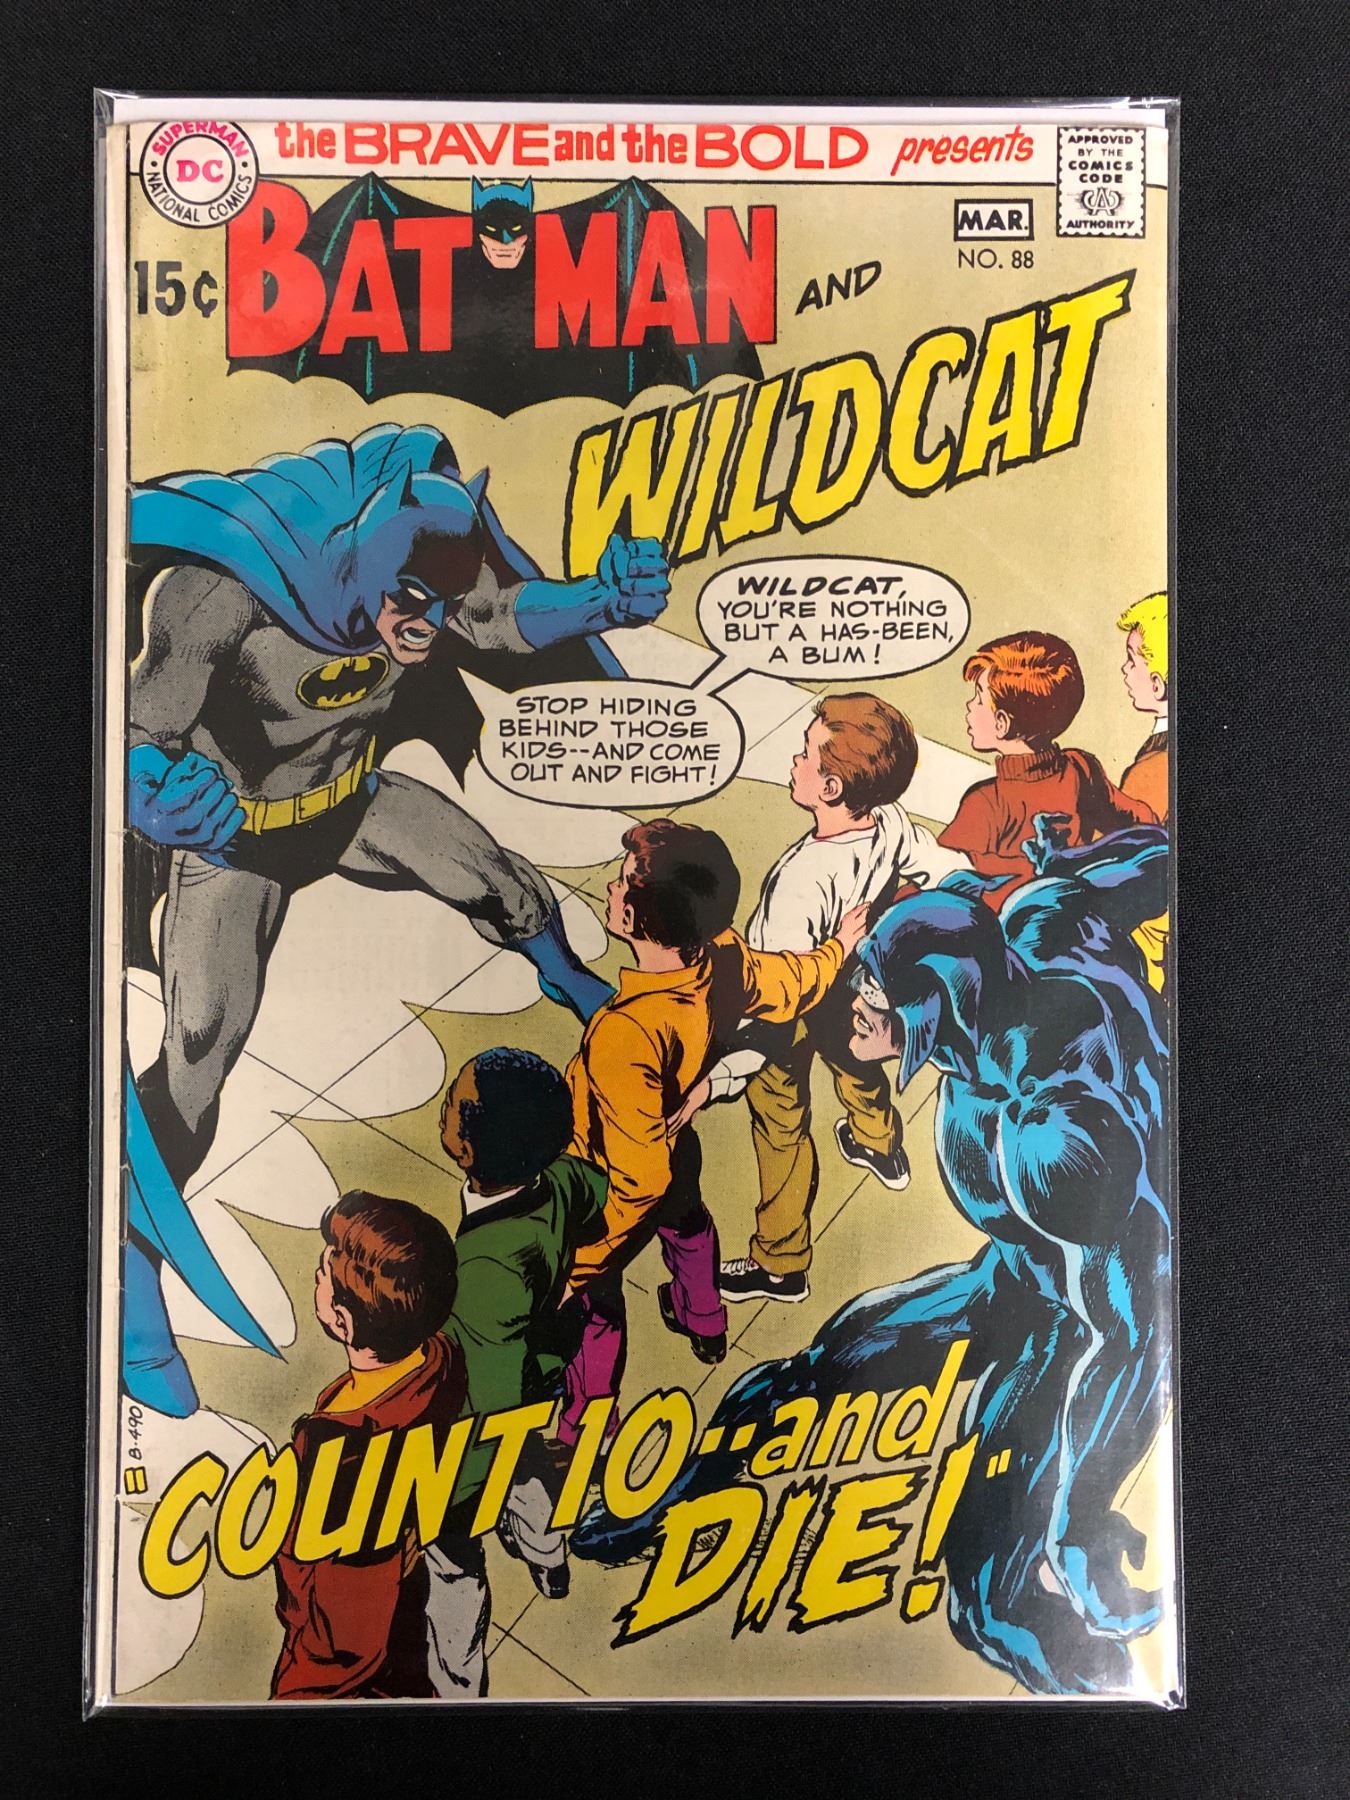 the BRAVE and the BOLD presents
SUPERMAN
DC
NATIONAL COMICS
APPROVED
BY THE
COMICS
CODE
CA
AUTHORITY
BATMAN
MAR.
NO. 88
15¢
AND
WILDCAT
WILDCAT,
YOU'RE NOTHING
BUT A HAS-BEEN,
A BUM!
STOP HIDING
BEHIND THOSE
KIDS--AND COME
OUT AND FIGHT!
B-490
"COUNT 10--and
DIE!"